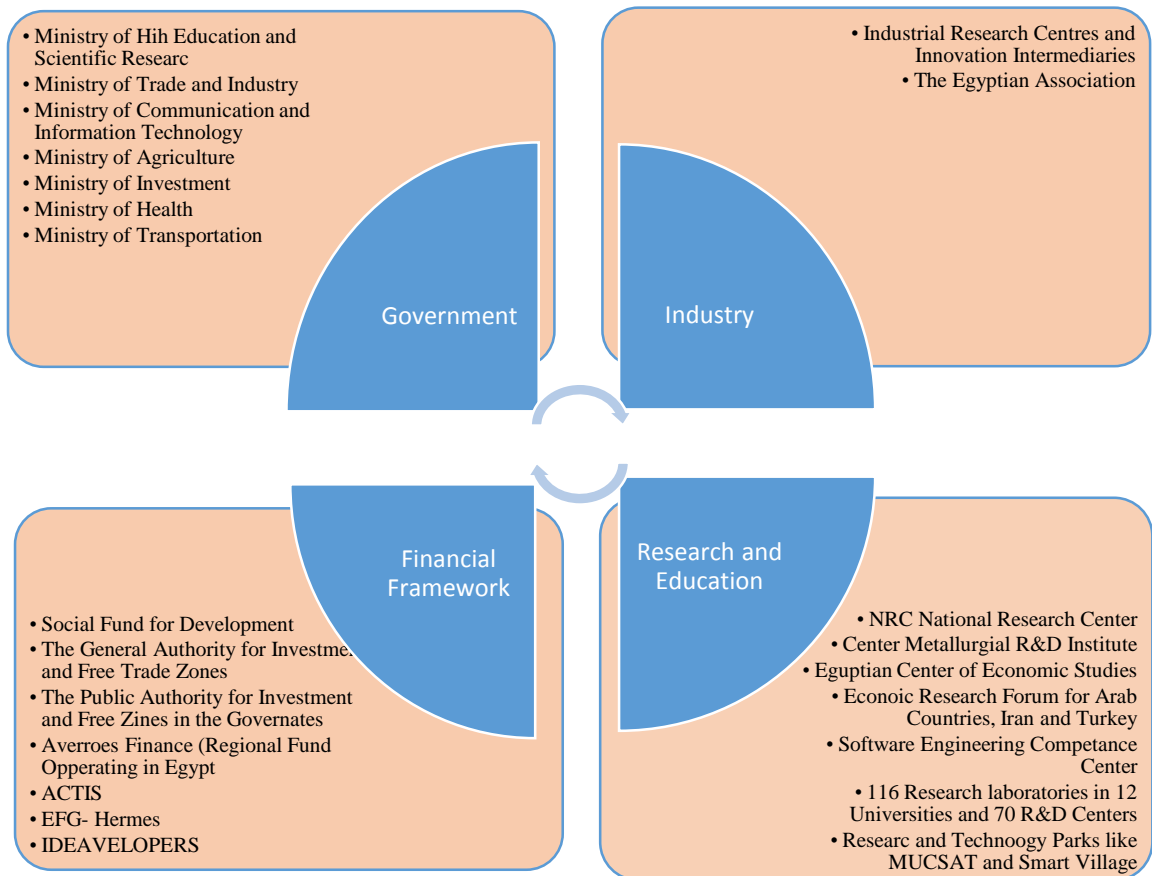 • Ministry of Hih Education and
Scientific Researc
• Ministry of Trade and Industry
• Ministry of Communication and
Information Technology
• Ministry of Agriculture
• Ministry of Investment
• Ministry of Health
• Ministry of Transportation
Government
• Industrial Research Centres and
Innovation Intermediaries
• The Egyptian Association
Industry
Financial
Framework
• Social Fund for Development
• The General Authority for Investmen
and Free Trade Zones
• The Public Authority for Investment
and Free Zines in the Governates
• Averroes Finance (Regional Fund
Opperating in Egypt
• ACTIS
• EFG- Hermes
• IDEAVELOPERS
Research and
Education
• NRC National Research Center
• Center Metallurgial R&D Institute
• Eguptian Center of Economic Studies
• Econoic Research Forum for Arab
Countries, Iran and Turkey
• Software Engineering Competance
Center
• 116 Research laboratories in 12
Universities and 70 R&D Centers
• Researc and Technoogy Parks like
MUCSAT and Smart Village